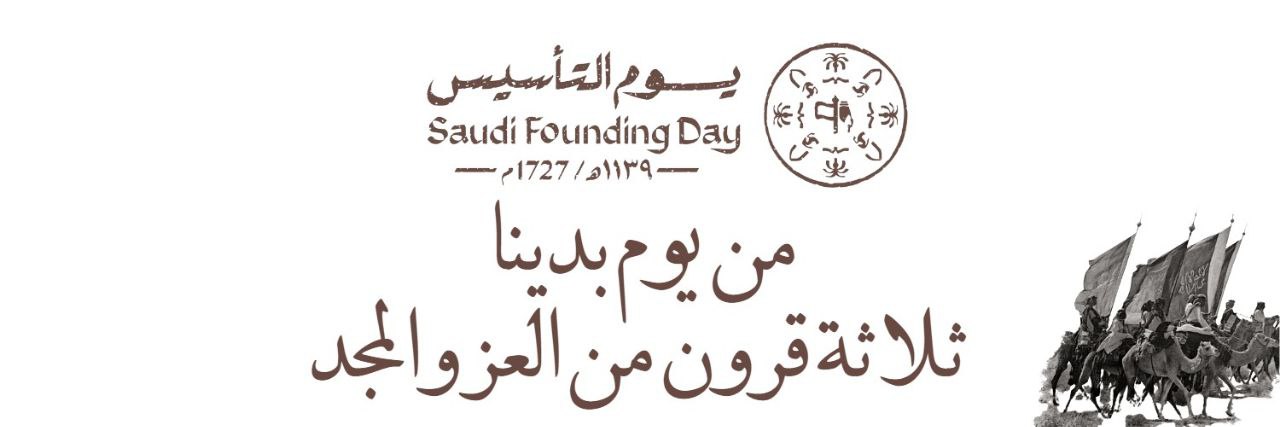 يوم التأسيس
Saudi Founding Day
١١٣٩هـ / 1727م
من يوم بدينا
ثلاثة قرون من العز والمجد